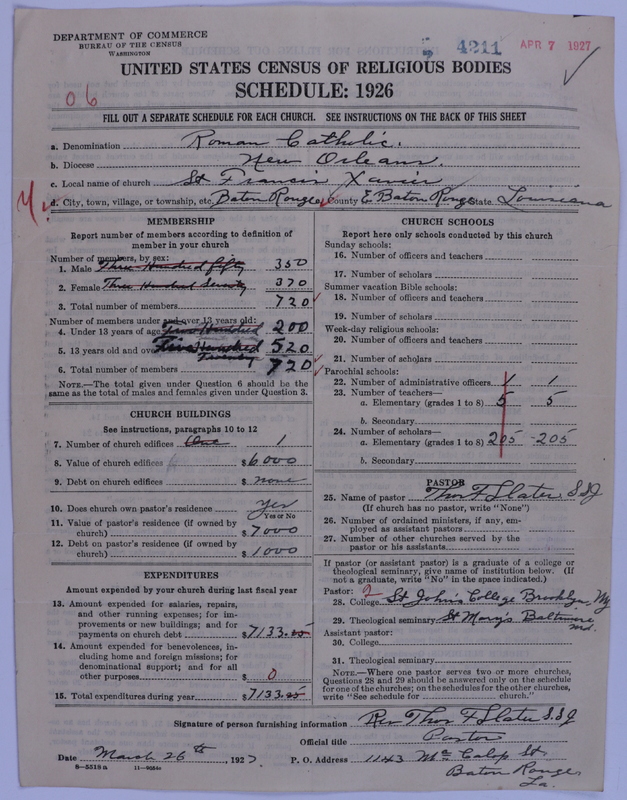 DEPARTMENT OF COMMERCE
BUREAU OF THE CENSUS
WASHINGTON
4211 APR 7 1927
UNITED STATES CENSUS OF RELIGIOUS BODIES
SCHEDULE: 1926
06
FILL OUT A SEPARATE SCHEDULE FOR EACH CHURCH. SEE INSTRUCTIONS ON THE BACK OF THIS SHEET
a. Denomination Roman Catholic.
b. Diocese New Orleans.
c. Local name of church St Francis Xavier
d. City, town, village, or township, etc. Baton Rouge County E. Baton Rouge State Louisiana
MEMBERSHIP
Report number of members according to definition of
member in your church
Number of members, by sex:
1. Male Three Hundred fifty 350
2. Female Three Hundred Seventy 370
3. Total number of members 720
Number of members under and over 13 years old:
4. Under 13 years of age Two Hundred 200
5. 13 years old and over Five Hundred Twenty 520
6. Total number of members 720
NOTE.—The total given under Question 6 should be the
same as the total of males and females given under Question 3.
CHURCH BUILDINGS
See instructions, paragraphs 10 to 12
7. Number of church edifices One 1
8. Value of church edifices $6000
9. Debt on church edifices $ none
10. Does church own pastor's residence Yes
Yes or No
11. Value of pastor's residence (if owned by
church) $7000
12. Debt on pastor's residence (if owned by
church) $1000
EXPENDITURES
Amount expended by your church during last fiscal year
13. Amount expended for salaries, repairs,
and other running expenses; for im-
provements or new buildings; and for
payments on church debt $7133.25
14. Amount expended for benevolences, in-
cluding home and foreign missions; for
denominational support; and for all
other purposes $ 0
15. Total expenditures during year $7133.25
CHURCH SCHOOLS
Report here only schools conducted by this church
Sunday schools:
16. Number of officers and teachers
17. Number of scholars
Summer vacation Bible schools:
18. Number of officers and teachers
19. Number of scholars
Week-day religious schools:
20. Number of officers and teachers
21. Number of scholars
Parochial schools:
22. Number of administrative officers 1 1
23. Number of teachers—
a. Elementary (grades 1 to 8) 5 5
b. Secondary
24. Number of scholars—
a. Elementary (grades 1 to 8) 205 205
b. Secondary
PASTOR
25. Name of pastor Thos F Slater S.S.J
(If church has no pastor, write "None")
26. Number of ordained ministers, if any, em-
ployed as assistant pastors
27. Number of other churches served by the
pastor or his assistants
If pastor (or assistant pastor) is a graduate of a college or
theological seminary, give name of institution below. (If
not a graduate, write "No" in the space indicated.)
Pastor: 2
28. College St John's College Brooklyn, Ny
29. Theological seminary St Mary's Baltimore Md.
Assistant pastor:
30. College
31. Theological seminary
NOTE.—Where one pastor serves two or more churches,
Questions 28 and 29 should be answered only on the schedule
for one of the churches; on the schedules for the other churches,
write "See schedule for church."
Signature of person furnishing information Rev Thos F Slater S.S.J
Official title Pastor
Date March 26th, 1927 P. O. Address 1143 Mc Calop St
Baton Rouge,
La.
8—5518 a